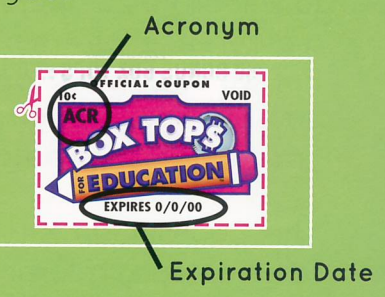 Acronym
OFFICIAL COUPON
10¢ VOID
ACR
BOX TOP$
FOR EDUCATION
EXPIRES 0/0/00
Expiration Date